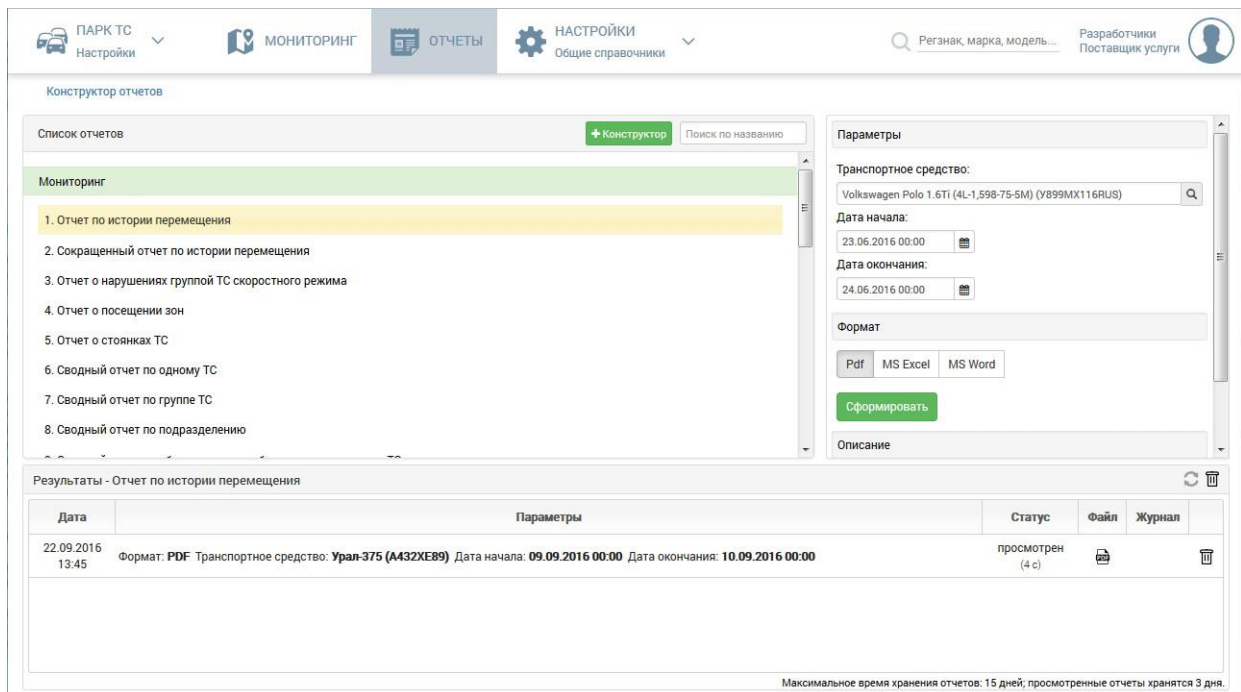 ПАРК ТС
Настройки
МОНИТОРИНГ
ОТЧЕТЫ
НАСТРОЙКИ
Общие справочники
Регзнак, марка, модель...
Разработчики
Поставщик услуги
Конструктор отчетов
Список отчетов
+ Конструктор
Поиск по названию
Мониторинг
1. Отчет по истории перемещения
2. Сокращенный отчет по истории перемещения
3. Отчет о нарушениях группой ТС скоростного режима
4. Отчет о посещении зон
5. Отчет о стоянках ТС
6. Сводный отчет по одному ТС
7. Сводный отчет по группе ТС
8. Сводный отчет по подразделению
Параметры
Транспортное средство:
Volkswagen Polo 1.6Ti (4L-1,598-75-5M) (У899МХ116RUS)
Дата начала:
23.06.2016 00:00
Дата окончания:
24.06.2016 00:00
Формат
Pdf MS Excel MS Word
Сформировать
Описание
Результаты - Отчет по истории перемещения
Дата Параметры Статус Файл Журнал
22.09.2016
13:45
Формат: PDF Транспортное средство: Урал-375 (А432ХЕ89) Дата начала: 09.09.2016 00:00 Дата окончания: 10.09.2016 00:00
просмотрен
(4 с)
Максимальное время хранения отчетов: 15 дней; просмотренные отчеты хранятся 3 дня.